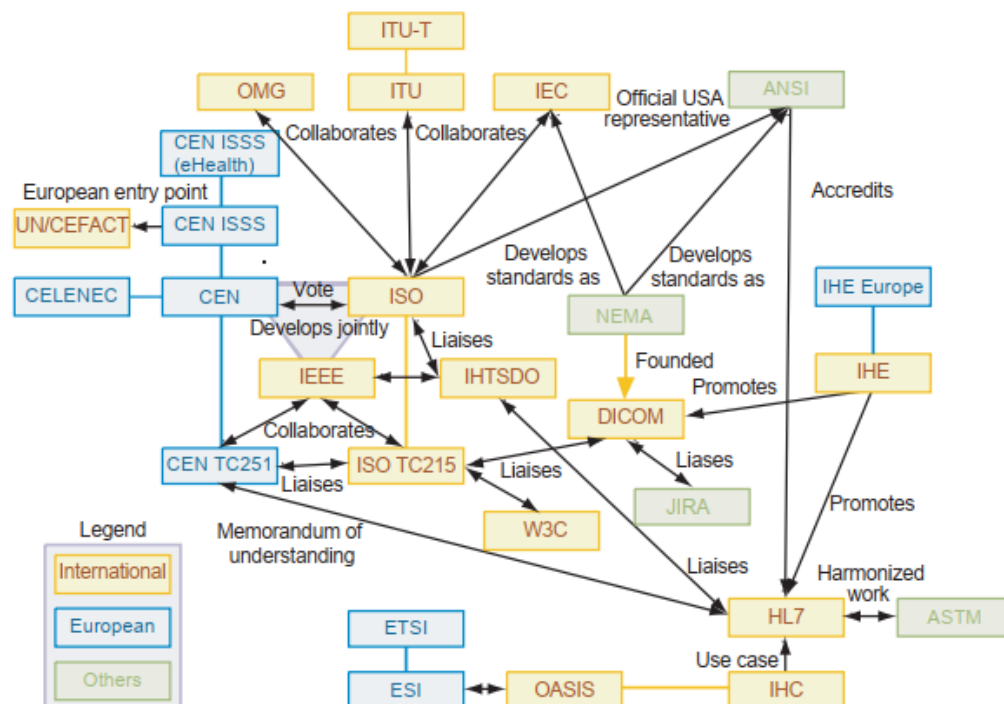 ITU-T
OMG
ITU
IEC
Official USA
representative
ANSI
Collaborates
Collaborates
CEN ISSS
(eHealth)
European entry point
Accredits
UN/CEFACT
CEN ISSS
Develops
standards as
Develops
standards as
CELENEC
CEN
Vote
ISO
NEMA
IHE Europe
Develops jointly
Liaises
Founded
IEEE
IHTSDO
Promotes
IHE
DICOM
Collaborates
CEN TC251
Liaises
ISO TC215
Liaises
Liases
JIRA
W3C
Promotes
Memorandum of
understanding
Liaises
Harmonized
work
HL7
ASTM
Legend
International
European
Others
ETSI
Use case
ESI
OASIS
IHC